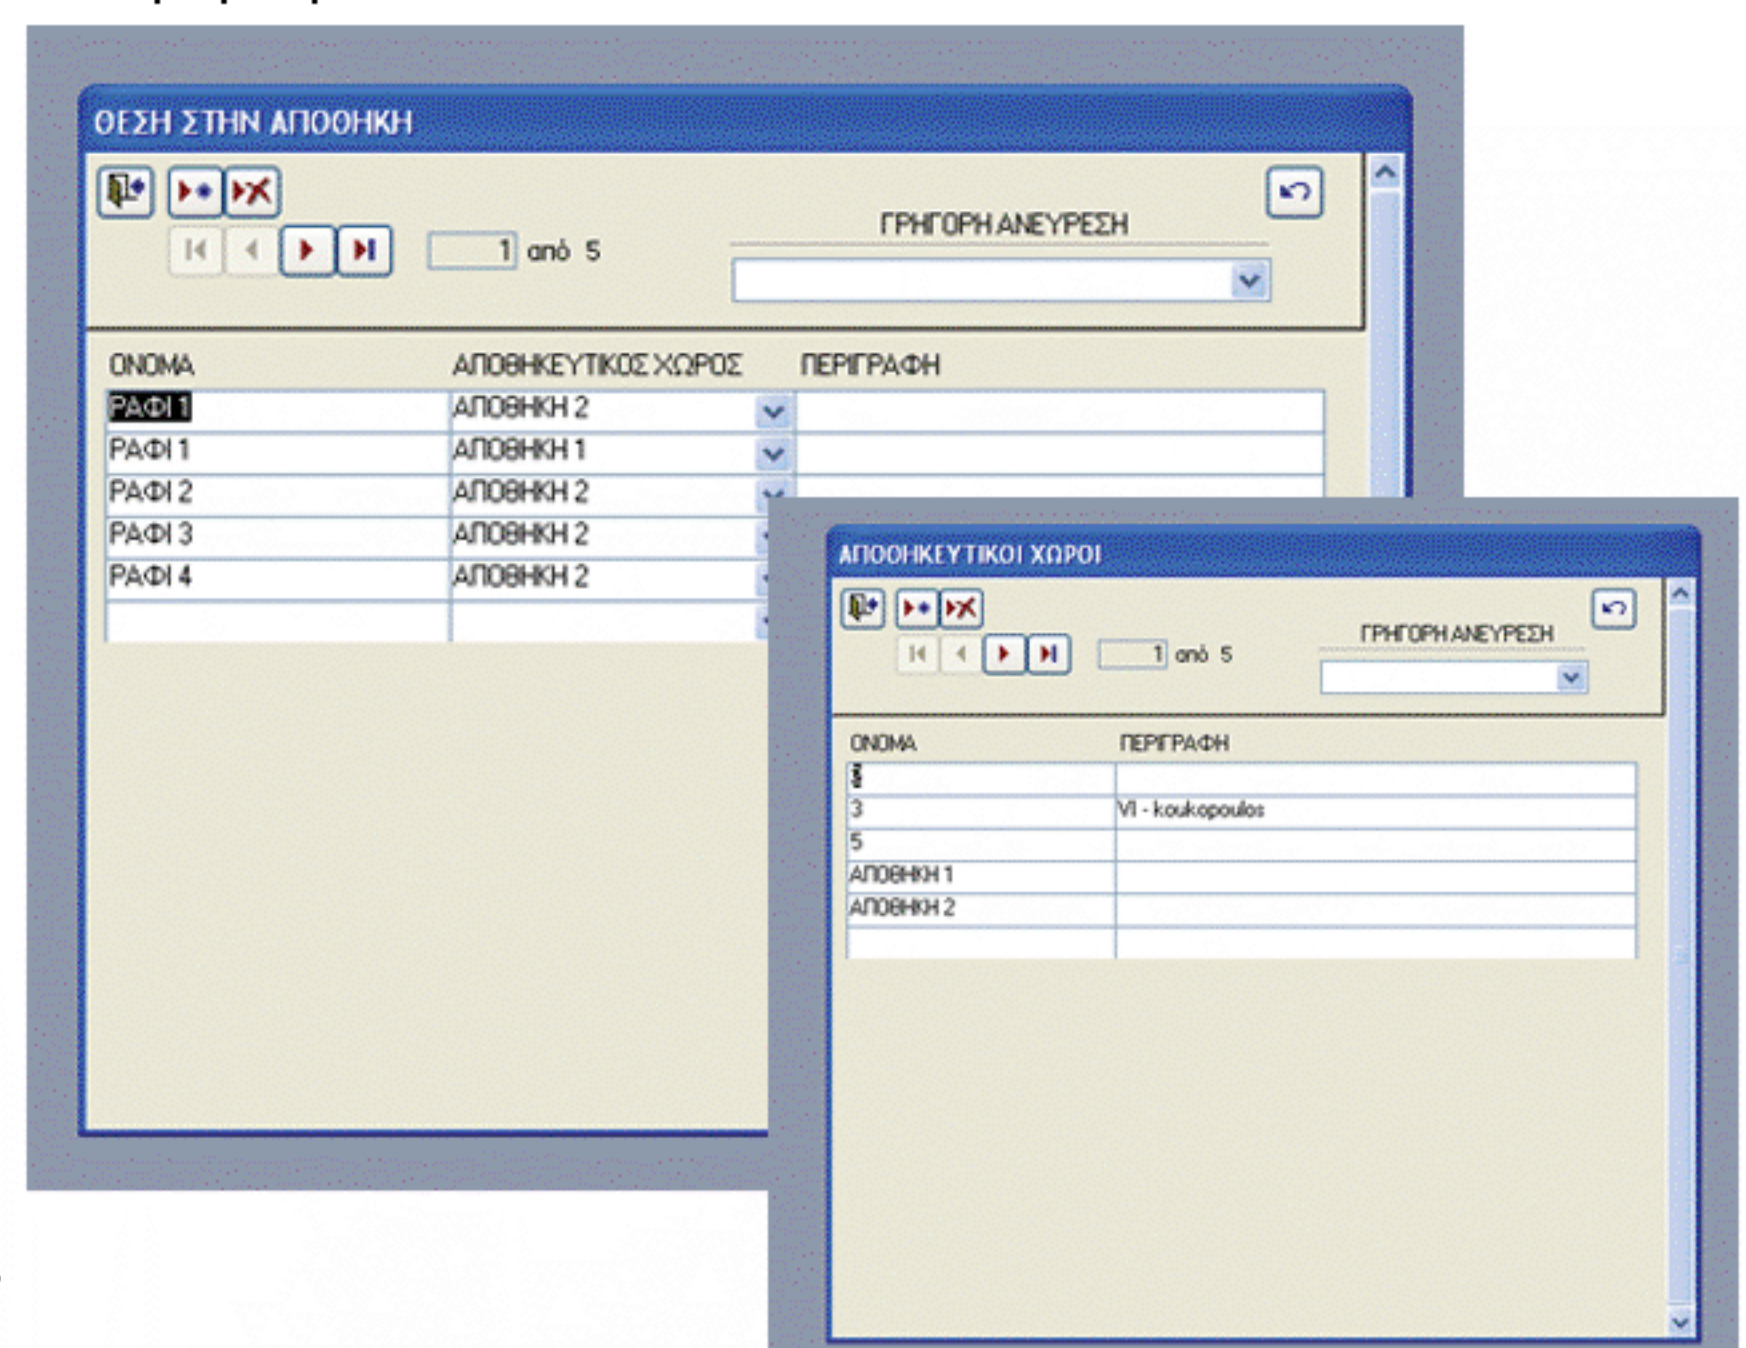 ΘΕΣΗ ΣΤΗΝ ΑΠΟΘΗΚΗ
1 από 5
ΓΡΗΓΟΡΗ ΑΝΕΥΡΕΣΗ
ΟΝΟΜΑ ΑΠΟΘΗΚΕΥΤΙΚΟΣ ΧΩΡΟΣ ΠΕΡΙΓΡΑΦΗ
ΡΑΦΙ 1 ΑΠΟΘΗΚΗ 2
ΡΑΦΙ 1 ΑΠΟΘΗΚΗ 1
ΡΑΦΙ 2 ΑΠΟΘΗΚΗ 2
ΡΑΦΙ 3 ΑΠΟΘΗΚΗ 2
ΡΑΦΙ 4 ΑΠΟΘΗΚΗ 2
ΑΠΟΘΗΚΕΥΤΙΚΟΙ ΧΩΡΟΙ
1 από 5
ΓΡΗΓΟΡΗ ΑΝΕΥΡΕΣΗ
ΟΝΟΜΑ ΠΕΡΙΓΡΑΦΗ
3 VI - koukopoulos
5
ΑΠΟΘΗΚΗ 1
ΑΠΟΘΗΚΗ 2